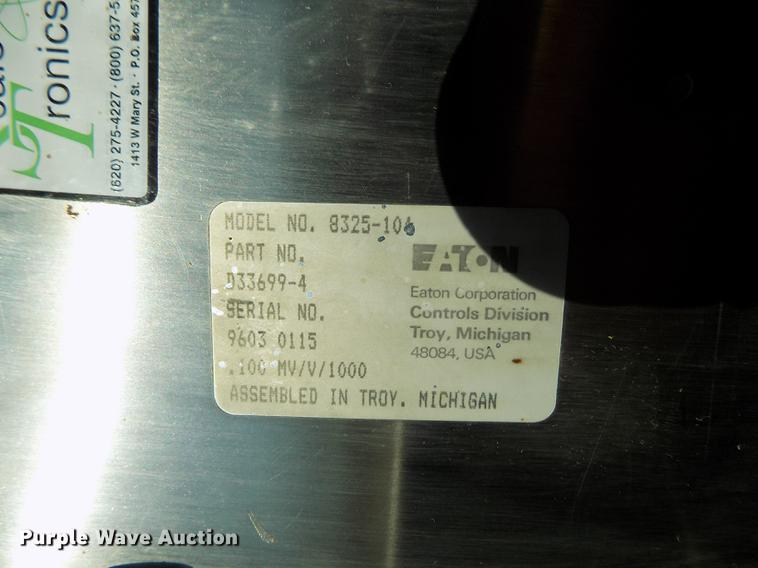 Tronics
(620) 275-4227 · (800) 637-5
1413 W Mary St. · P.O. Box 457
MODEL NO. 8325-106
PART NO.
D33699-4
SERIAL NO.
9603 0115
.100 MV/V/1000
ASSEMBLED IN TROY, MICHIGAN
EATON
Eaton Corporation
Controls Division
Troy, Michigan
48084, USA
Purple Wave Auction